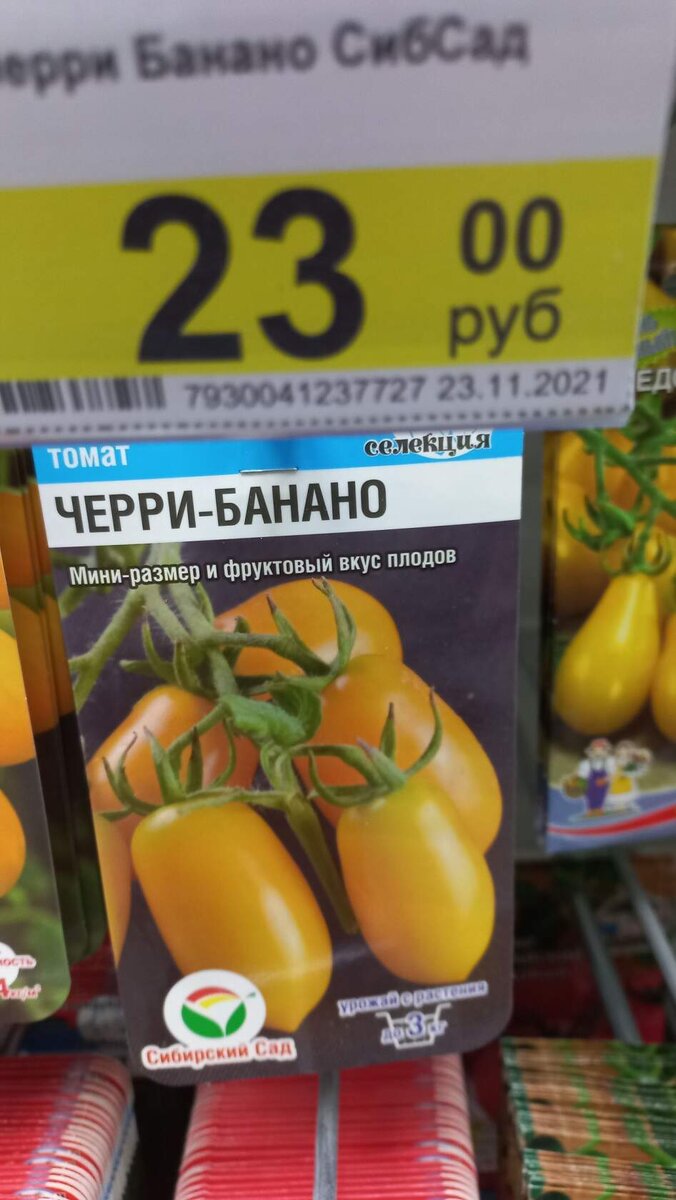 Банано СибСад
23 00
руб
7930041237727 23.11.2021
томат
селекция
ЧЕРРИ-БАНАНО
Мини-размер и фруктовый вкус плодов
урожай с растения
до 3 кг
Сибирский Сад